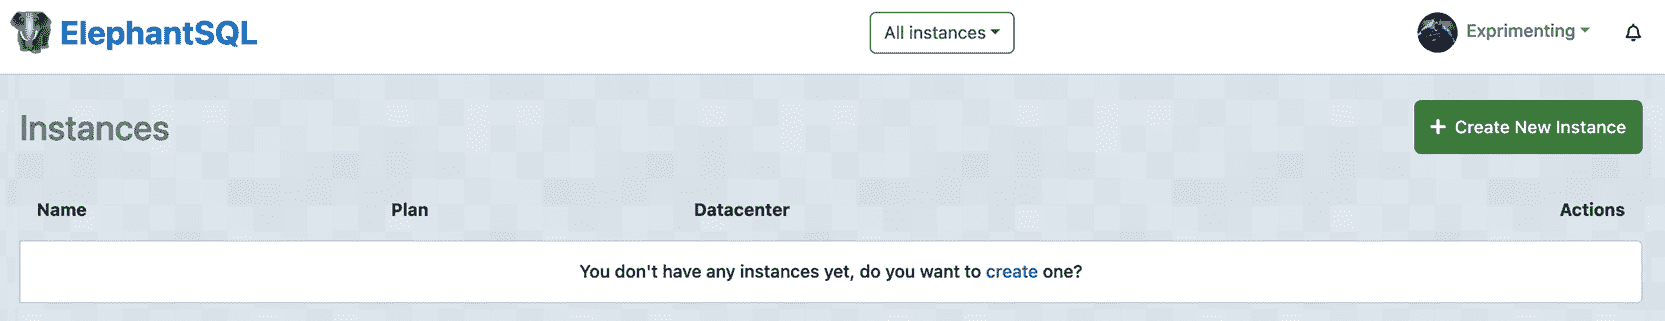 ElephantSQL
All instances
Exprimenting
Instances
+ Create New Instance
Name Plan Datacenter Actions
You don't have any instances yet, do you want to create one?